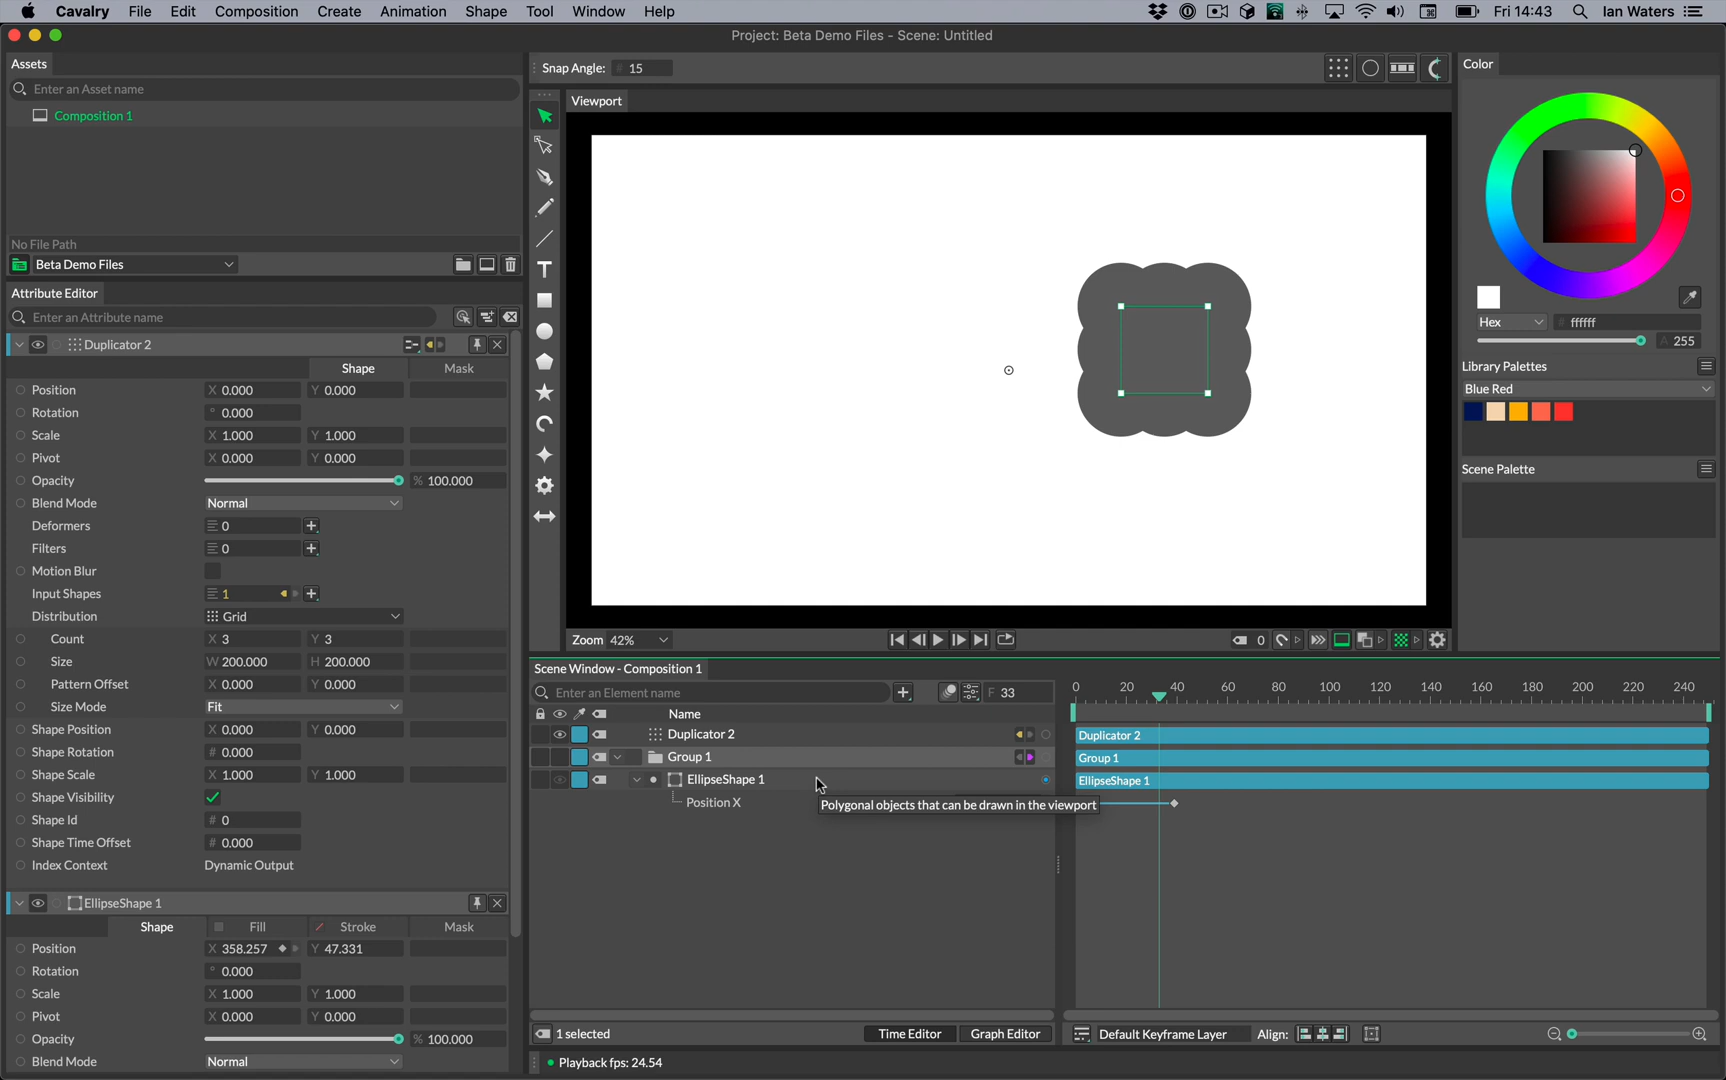 Cavalry File Edit Composition Create Animation Shape Tool Window Help Fri 14:43 Ian Waters
Project: Beta Demo Files - Scene: Untitled
Assets
Enter an Asset name
Composition 1
No File Path
Beta Demo Files
Attribute Editor
Enter an Attribute name
Duplicator 2
Shape Mask
Position X 0.000 Y 0.000
Rotation ° 0.000
Scale X 1.000 Y 1.000
Pivot X 0.000 Y 0.000
Opacity % 100.000
Blend Mode Normal
Deformers 0
Filters 0
Motion Blur
Input Shapes 1
Distribution Grid
Count X 3 Y 3
Size W 200.000 H 200.000
Pattern Offset X 0.000 Y 0.000
Size Mode Fit
Shape Position X 0.000 Y 0.000
Shape Rotation # 0.000
Shape Scale X 1.000 Y 1.000
Shape Visibility
Shape Id # 0
Shape Time Offset # 0.000
Index Context Dynamic Output
EllipseShape 1
Shape Fill Stroke Mask
Position X 358.257 Y 47.331
Rotation ° 0.000
Scale X 1.000 Y 1.000
Pivot X 0.000 Y 0.000
Opacity % 100.000
Blend Mode Normal
Snap Angle: # 15
Viewport
T
Zoom 42% 0
Color
Hex # ffffff
A 255
Library Palettes
Blue Red
Scene Palette
Scene Window - Composition 1
Enter an Element name F 33
0 20 40 60 80 100 120 140 160 180 200 220 240
Name
Duplicator 2 Duplicator 2
Group 1 Group 1
EllipseShape 1 EllipseShape 1
Position X
Polygonal objects that can be drawn in the viewport
1 selected Time Editor Graph Editor Default Keyframe Layer Align:
Playback fps: 24.54